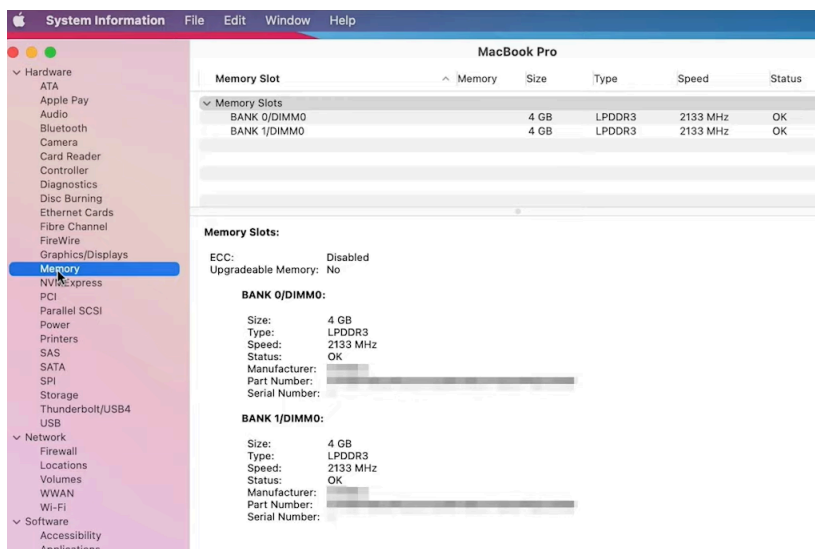 System Information File Edit Window Help
MacBook Pro
Hardware
ATA
Apple Pay
Audio
Bluetooth
Camera
Card Reader
Controller
Diagnostics
Disc Burning
Ethernet Cards
Fibre Channel
FireWire
Graphics/Displays
Memory
NVMExpress
PCI
Parallel SCSI
Power
Printers
SAS
SATA
SPI
Storage
Thunderbolt/USB4
USB
Network
Firewall
Locations
Volumes
WWAN
Wi-Fi
Software
Accessibility
Applications
Memory Slot Memory Size Type Speed Status
Memory Slots
BANK 0/DIMM0 4 GB LPDDR3 2133 MHz OK
BANK 1/DIMM0 4 GB LPDDR3 2133 MHz OK
Memory Slots:
ECC: Disabled
Upgradeable Memory: No
BANK 0/DIMM0:
Size: 4 GB
Type: LPDDR3
Speed: 2133 MHz
Status: OK
Manufacturer:
Part Number:
Serial Number:
BANK 1/DIMM0:
Size: 4 GB
Type: LPDDR3
Speed: 2133 MHz
Status: OK
Manufacturer:
Part Number:
Serial Number: